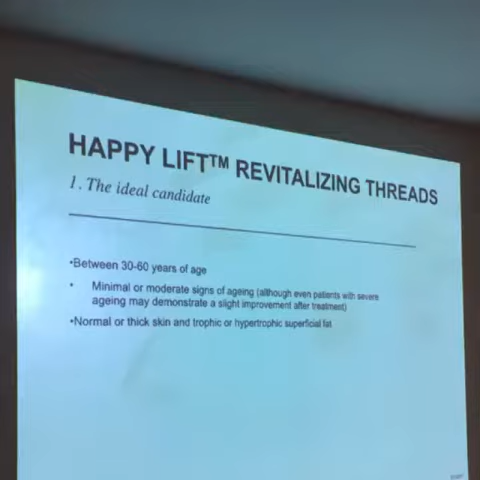 HAPPY LIFT™ REVITALIZING THREADS
1. The ideal candidate
•Between 30-60 years of age
• Minimal or moderate signs of ageing (although even patients with severe
ageing may demonstrate a slight improvement after treatment)
•Normal or thick skin and trophic or hypertrophic superficial fat